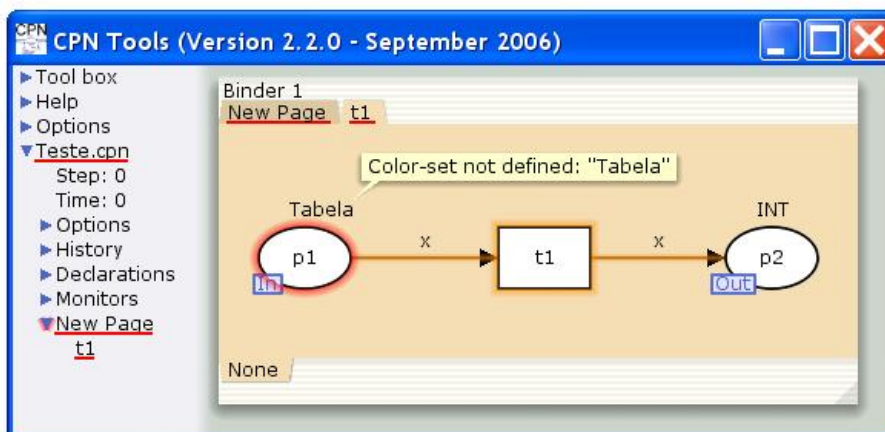 CPN
CPN Tools (Version 2.2.0 - September 2006)
Tool box
Help
Options
Teste.cpn
Step: 0
Time: 0
Options
History
Declarations
Monitors
New Page
t1
Binder 1
New Page t1
Color-set not defined: "Tabela"
Tabela INT
p1 x t1 x p2
In Out
None